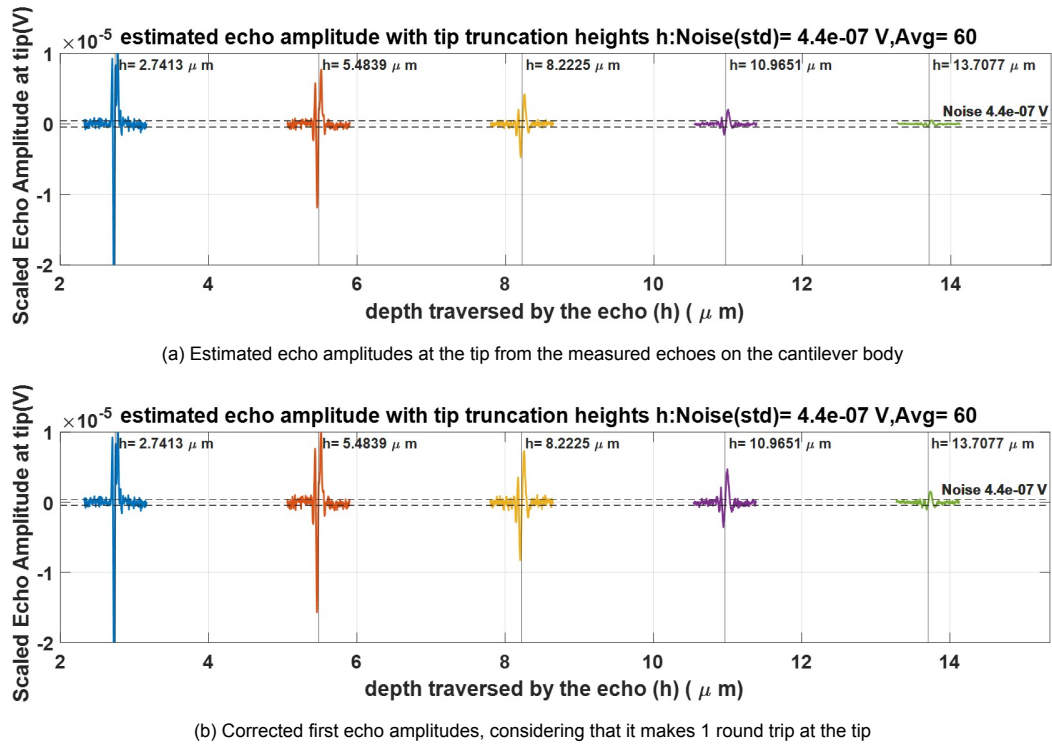 ×10⁻⁵ estimated echo amplitude with tip truncation heights h:Noise(std)= 4.4e-07 V,Avg= 60
Scaled Echo Amplitude at tip(V)
1
0
-1
-2
h= 2.7413 μ m
h= 5.4839 μ m
h= 8.2225 μ m
h= 10.9651 μ m
h= 13.7077 μ m
Noise 4.4e-07 V
2 4 6 8 10 12 14
depth traversed by the echo (h) ( μ m)
(a) Estimated echo amplitudes at the tip from the measured echoes on the cantilever body
×10⁻⁵ estimated echo amplitude with tip truncation heights h:Noise(std)= 4.4e-07 V,Avg= 60
Scaled Echo Amplitude at tip(V)
1
0
-1
-2
h= 2.7413 μ m
h= 5.4839 μ m
h= 8.2225 μ m
h= 10.9651 μ m
h= 13.7077 μ m
Noise 4.4e-07 V
2 4 6 8 10 12 14
depth traversed by the echo (h) ( μ m)
(b) Corrected first echo amplitudes, considering that it makes 1 round trip at the tip